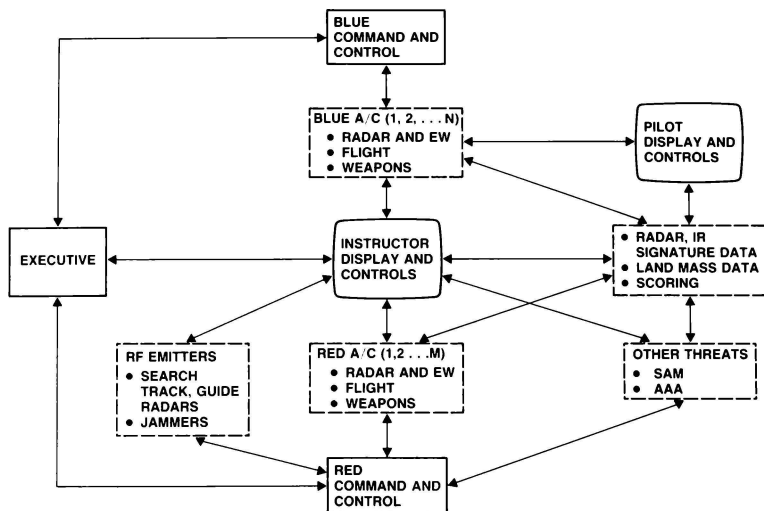 BLUE
COMMAND AND
CONTROL
BLUE A/C (1, 2, . . . N)
● RADAR AND EW
● FLIGHT
● WEAPONS
PILOT
DISPLAY AND
CONTROLS
EXECUTIVE
INSTRUCTOR
DISPLAY AND
CONTROLS
● RADAR, IR
SIGNATURE DATA
● LAND MASS DATA
● SCORING
RF EMITTERS
● SEARCH
TRACK, GUIDE
RADARS
● JAMMERS
RED A/C (1,2 . . . M)
● RADAR AND EW
● FLIGHT
● WEAPONS
OTHER THREATS
● SAM
● AAA
RED
COMMAND AND
CONTROL